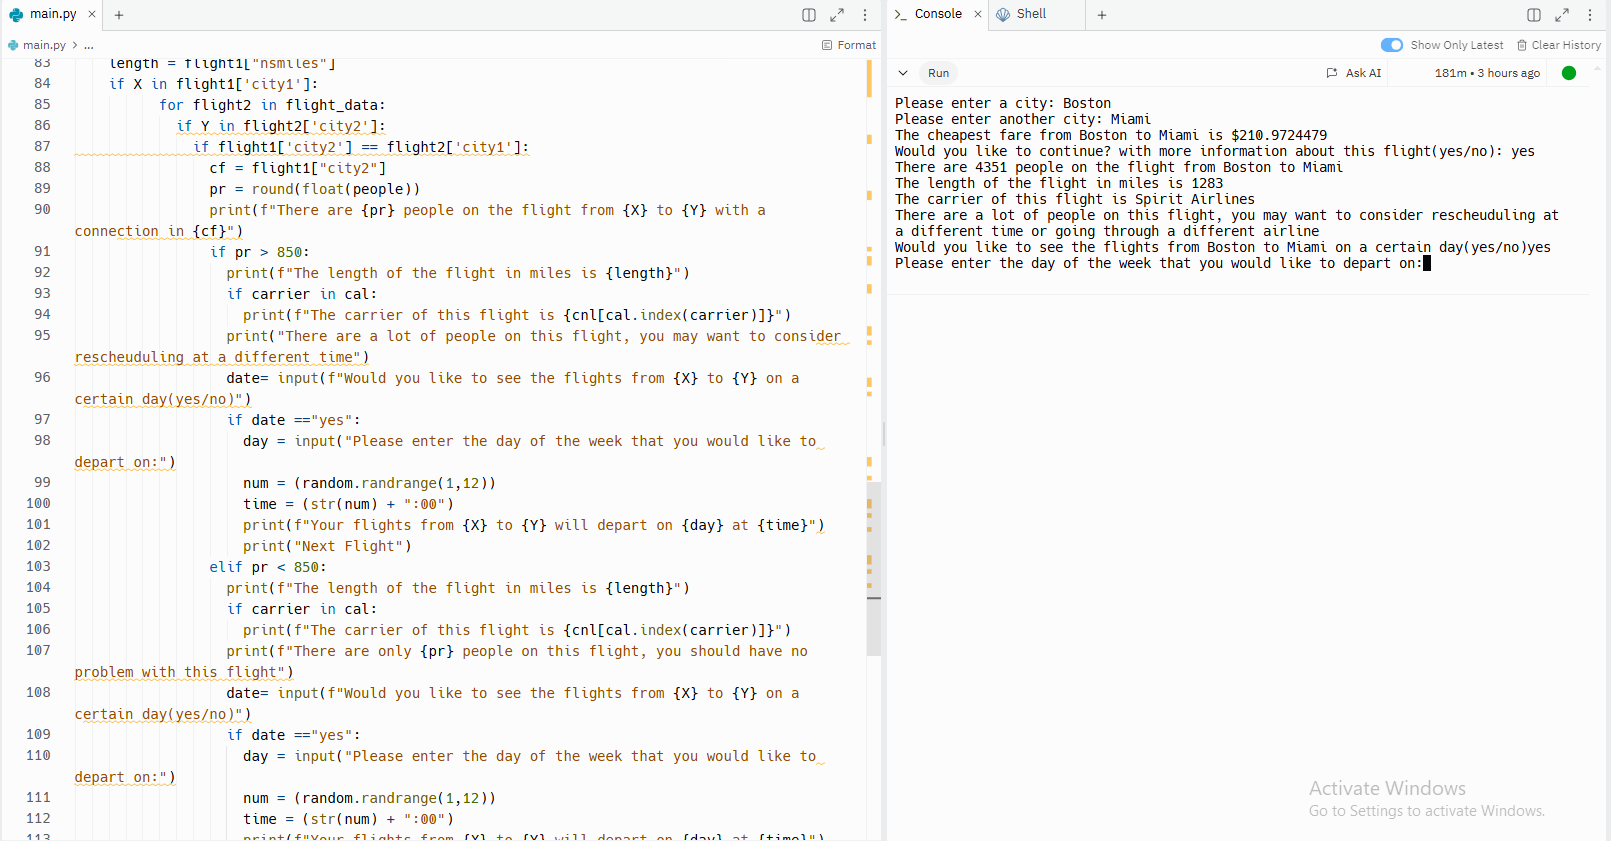 main.py
main.py > ...
Format
83 length = flight1["nsmiles"]
84 if X in flight1['city1']:
85 for flight2 in flight_data:
86 if Y in flight2['city2']:
87 if flight1['city2'] == flight2['city1']:
88 cf = flight1["city2"]
89 pr = round(float(people))
90 print(f"There are {pr} people on the flight from {X} to {Y} with a
connection in {cf}")
91 if pr > 850:
92 print(f"The length of the flight in miles is {length}")
93 if carrier in cal:
94 print(f"The carrier of this flight is {cnl[cal.index(carrier)]}")
95 print("There are a lot of people on this flight, you may want to consider
rescheuduling at a different time")
96 date= input(f"Would you like to see the flights from {X} to {Y} on a
certain day(yes/no)")
97 if date =="yes":
98 day = input("Please enter the day of the week that you would like to
depart on:")
99 num = (random.randrange(1,12))
100 time = (str(num) + ":00")
101 print(f"Your flights from {X} to {Y} will depart on {day} at {time}")
102 print("Next Flight")
103 elif pr < 850:
104 print(f"The length of the flight in miles is {length}")
105 if carrier in cal:
106 print(f"The carrier of this flight is {cnl[cal.index(carrier)]}")
107 print(f"There are only {pr} people on this flight, you should have no
problem with this flight")
108 date= input(f"Would you like to see the flights from {X} to {Y} on a
certain day(yes/no)")
109 if date =="yes":
110 day = input("Please enter the day of the week that you would like to
depart on:")
111 num = (random.randrange(1,12))
112 time = (str(num) + ":00")
113 print(f"Your flights from {X} to {Y} will depart on {day} at {time}")
Console
Shell
Show Only Latest
Clear History
Run
Ask AI
181m • 3 hours ago
Please enter a city: Boston
Please enter another city: Miami
The cheapest fare from Boston to Miami is $210.9724479
Would you like to continue? with more information about this flight(yes/no): yes
There are 4351 people on the flight from Boston to Miami
The length of the flight in miles is 1283
The carrier of this flight is Spirit Airlines
There are a lot of people on this flight, you may want to consider rescheuduling at
a different time or going through a different airline
Would you like to see the flights from Boston to Miami on a certain day(yes/no)yes
Please enter the day of the week that you would like to depart on:
Activate Windows
Go to Settings to activate Windows.